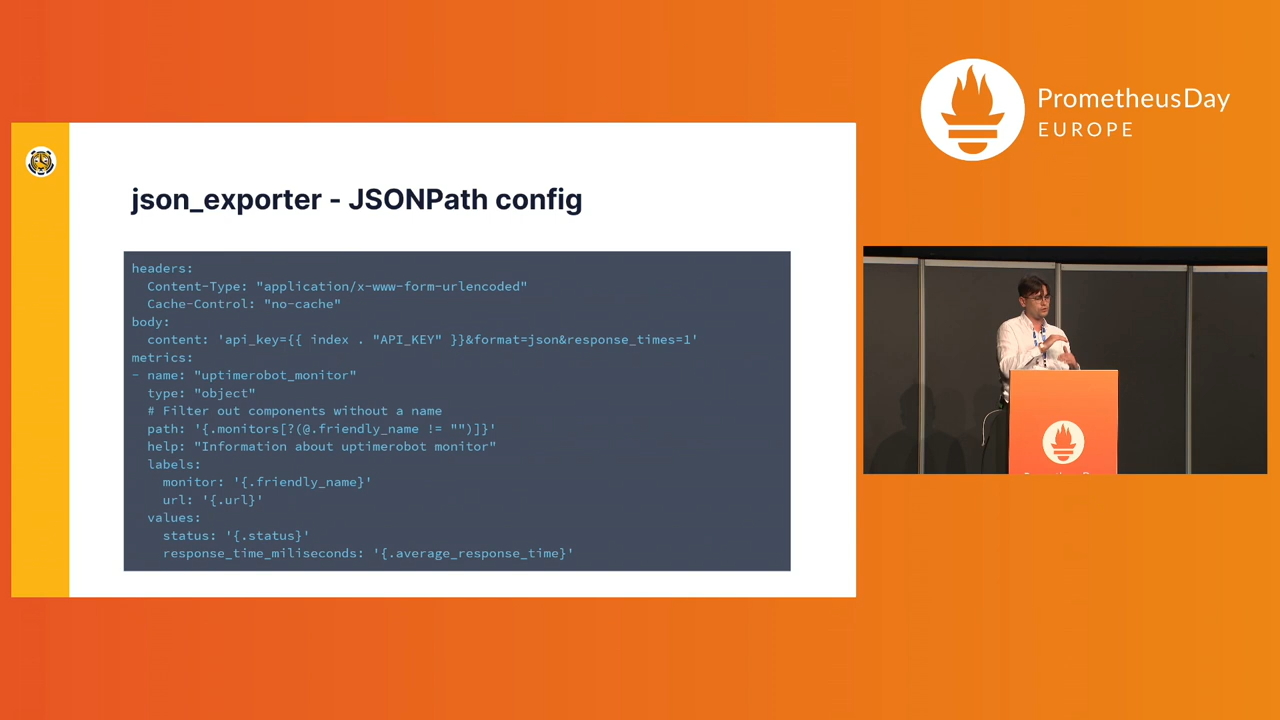 PrometheusDay
EUROPE
json_exporter - JSONPath config
headers:
  Content-Type: "application/x-www-form-urlencoded"
  Cache-Control: "no-cache"
body:
  content: 'api_key={{ index . "API_KEY" }}&format=json&response_times=1'
metrics:
- name: "uptimerobot_monitor"
  type: "object"
  # Filter out components without a name
  path: '{.monitors[?(@.friendly_name != "")]}'
  help: "Information about uptimerobot monitor"
  labels:
    monitor: '{.friendly_name}'
    url: '{.url}'
  values:
    status: '{.status}'
    response_time_miliseconds: '{.average_response_time}'